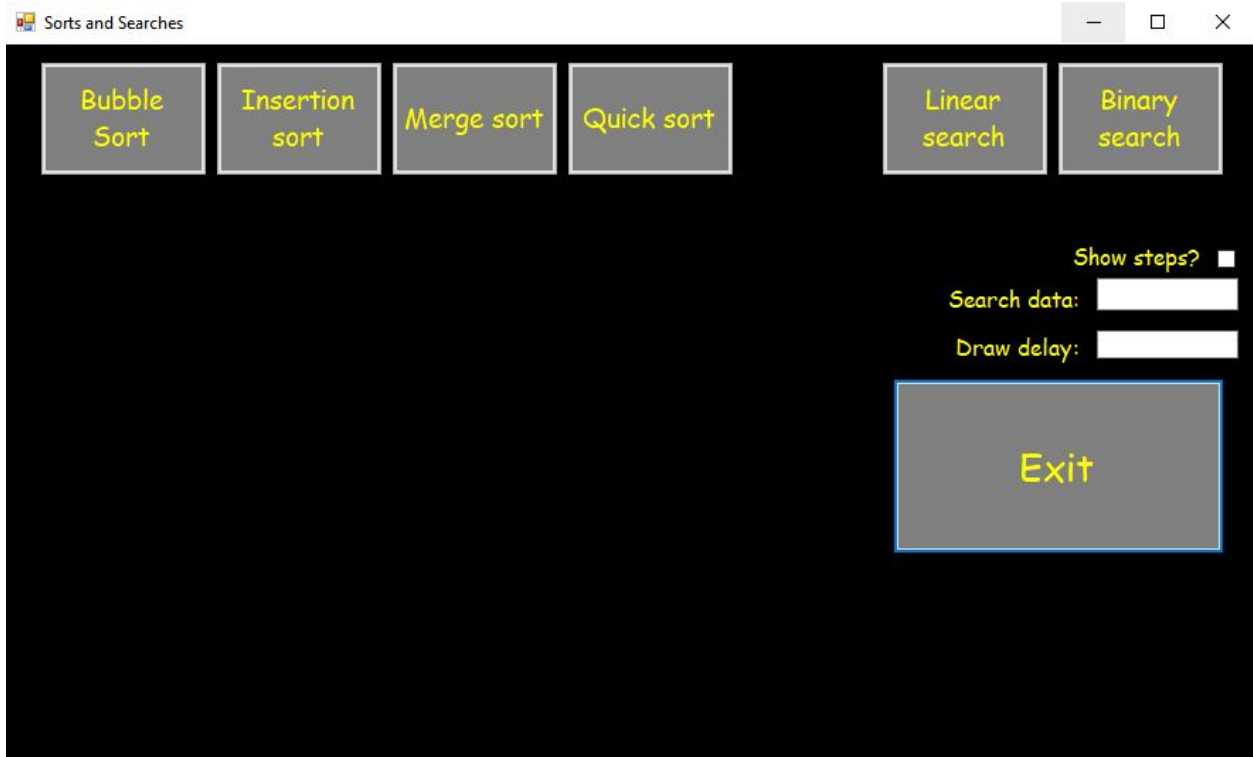 Sorts and Searches
Bubble
Sort
Insertion
sort
Merge sort
Quick sort
Linear
search
Binary
search
Show steps?
Search data:
Draw delay:
Exit